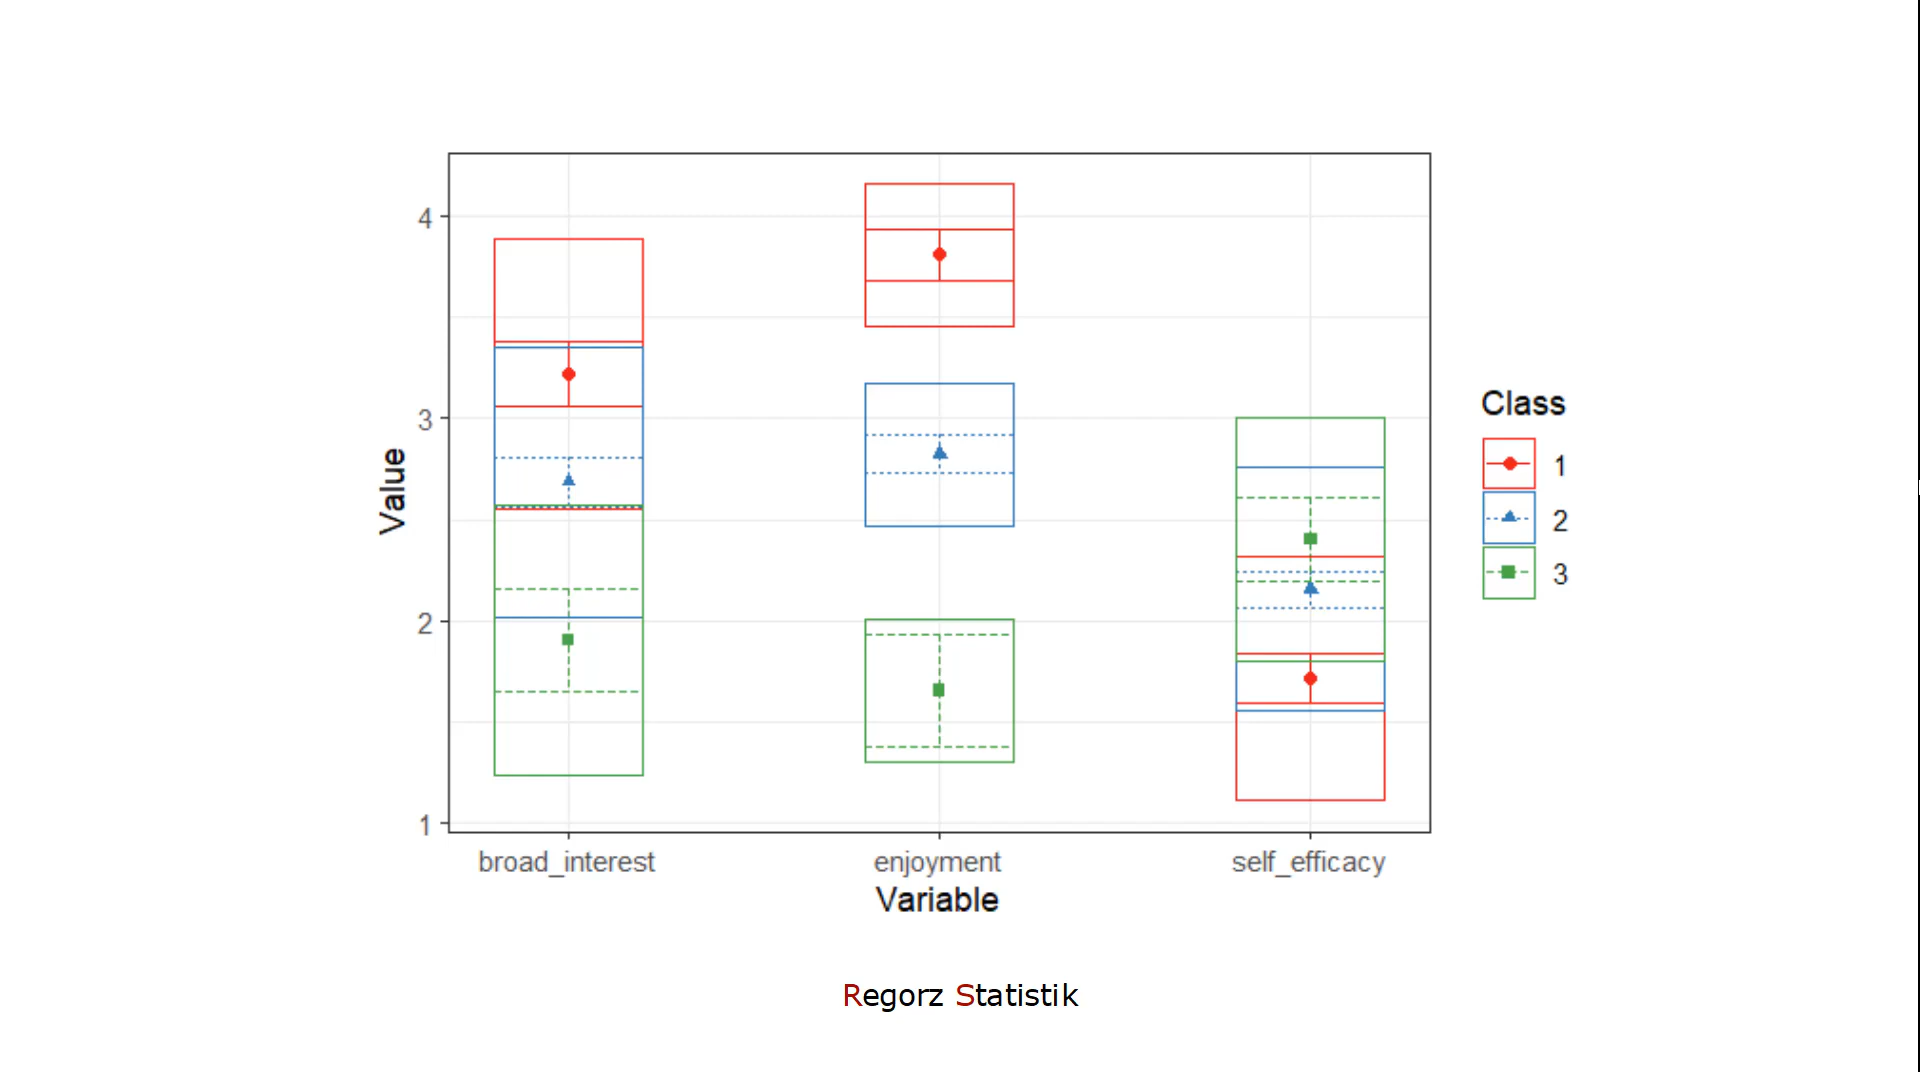 4
3
2
1
Value
broad_interest enjoyment self_efficacy
Variable
Class
1
2
3
Regorz Statistik